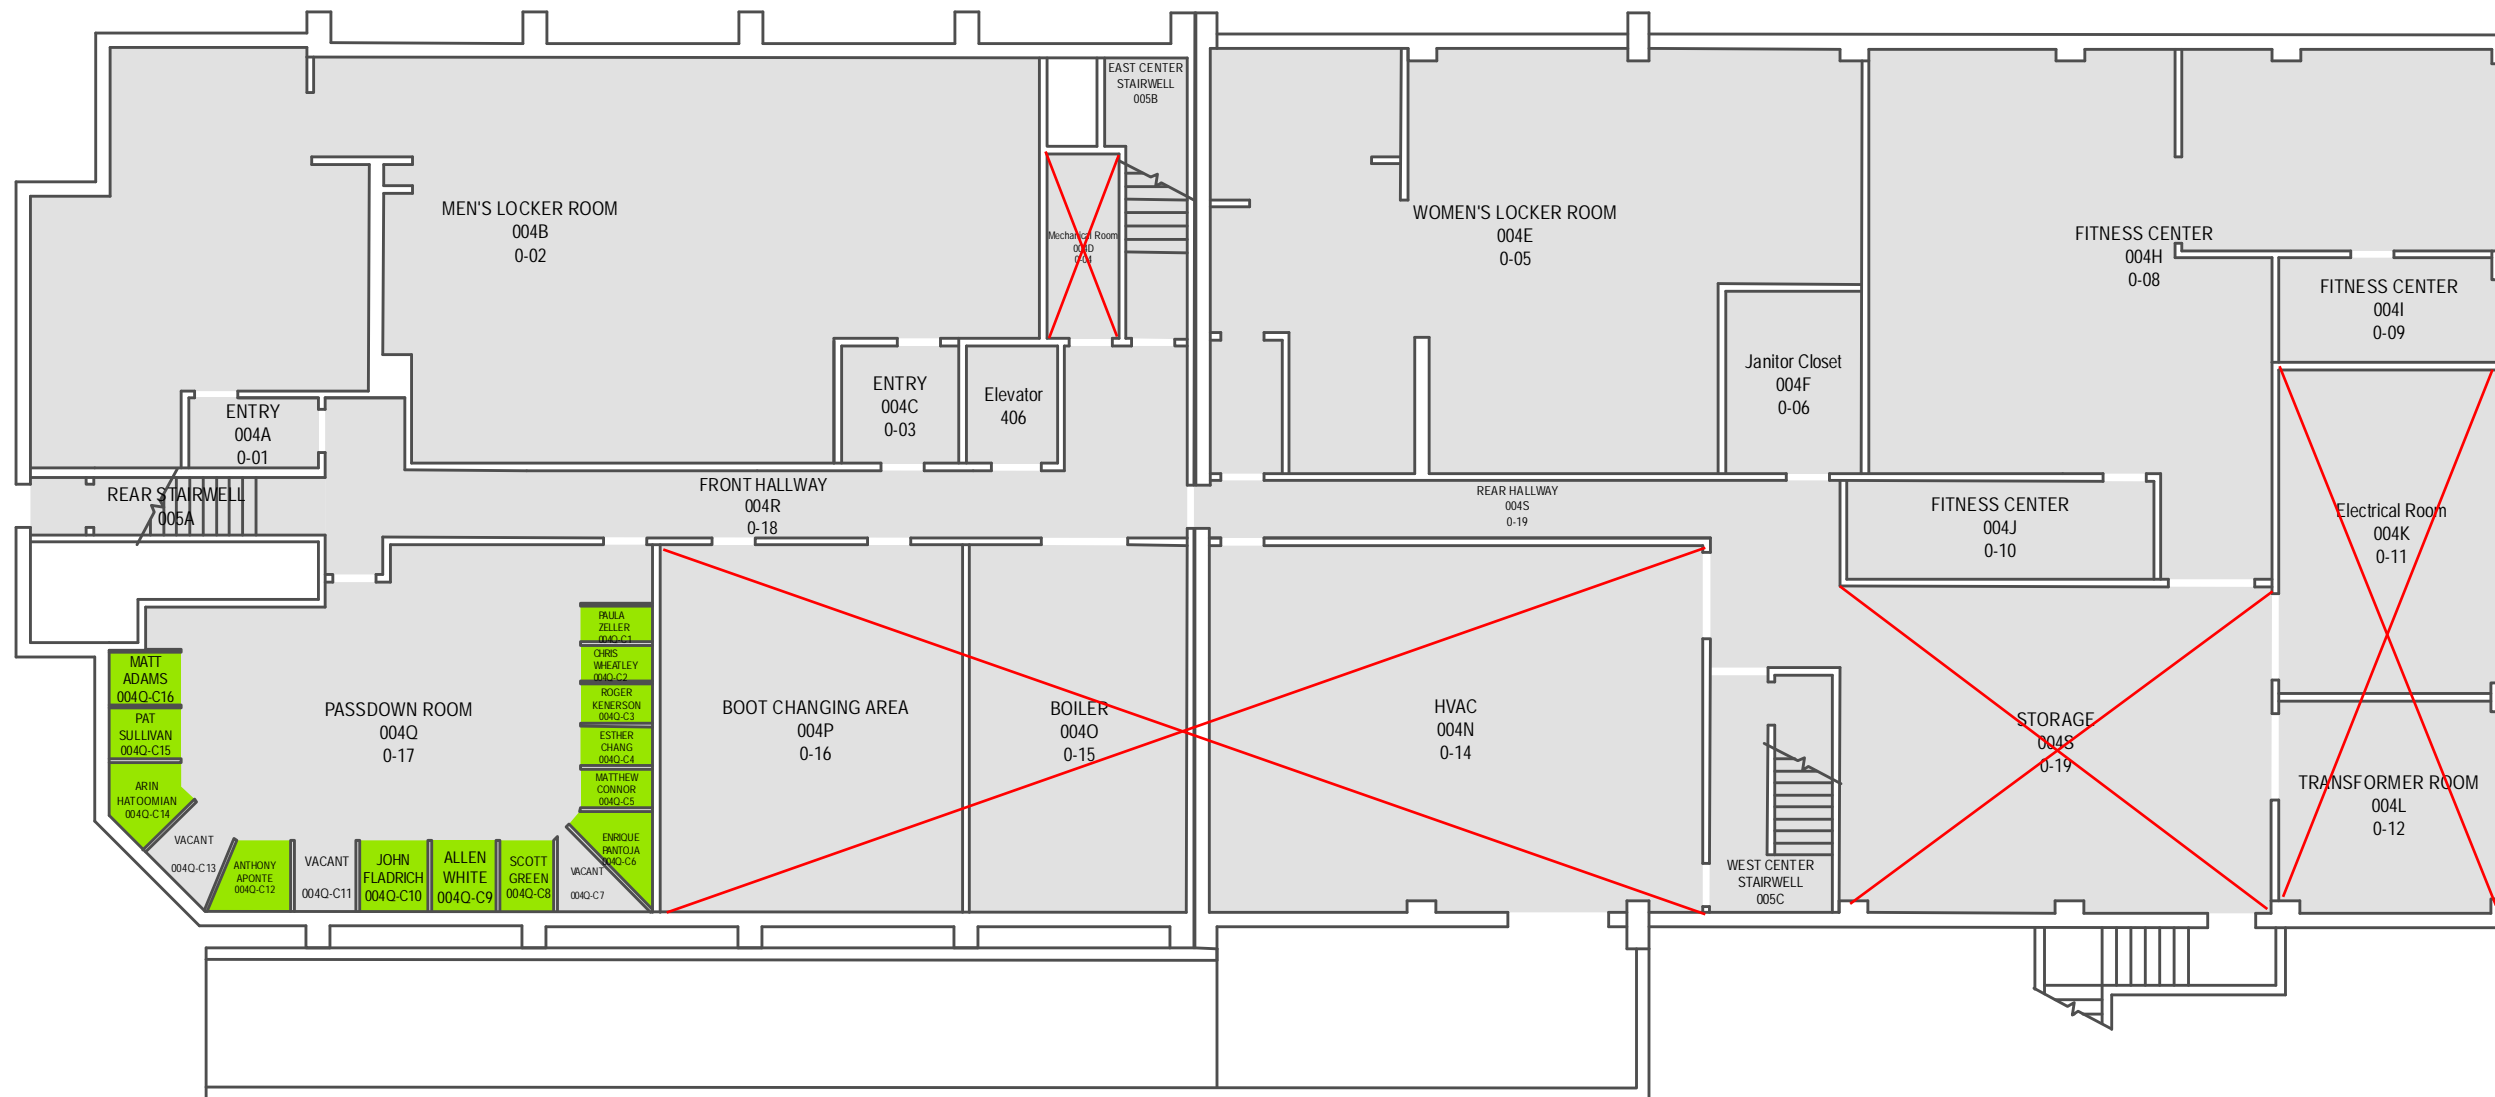 EAST CENTER
STAIRWELL
005B
MEN'S LOCKER ROOM
004B
0-02
Mechanical Room
004D
0-04
WOMEN'S LOCKER ROOM
004E
0-05
FITNESS CENTER
004H
0-08
FITNESS CENTER
004I
0-09
Janitor Closet
004F
0-06
ENTRY
004A
0-01
ENTRY
004C
0-03
Elevator
406
REAR STAIRWELL
005A
FRONT HALLWAY
004R
0-18
REAR HALLWAY
004S
0-19
FITNESS CENTER
004J
0-10
Electrical Room
004K
0-11
PAULA
ZELLER
004Q-C1
CHRIS
WHEATLEY
004Q-C2
ROGER
KENERSON
004Q-C3
ESTHER
CHANG
004Q-C4
MATTHEW
CONNOR
004Q-C5
ENRIQUE
PANTOJA
004Q-C6
VACANT
004Q-C7
SCOTT
GREEN
004Q-C8
ALLEN
WHITE
004Q-C9
JOHN
FLADRICH
004Q-C10
VACANT
004Q-C11
ANTHONY
APONTE
004Q-C12
VACANT
004Q-C13
ARIN
HATOOMIAN
004Q-C14
PAT
SULLIVAN
004Q-C15
MATT
ADAMS
004Q-C16
PASSDOWN ROOM
004Q
0-17
BOOT CHANGING AREA
004P
0-16
BOILER
004O
0-15
HVAC
004N
0-14
STORAGE
004S
0-19
TRANSFORMER ROOM
004L
0-12
WEST CENTER
STAIRWELL
005C